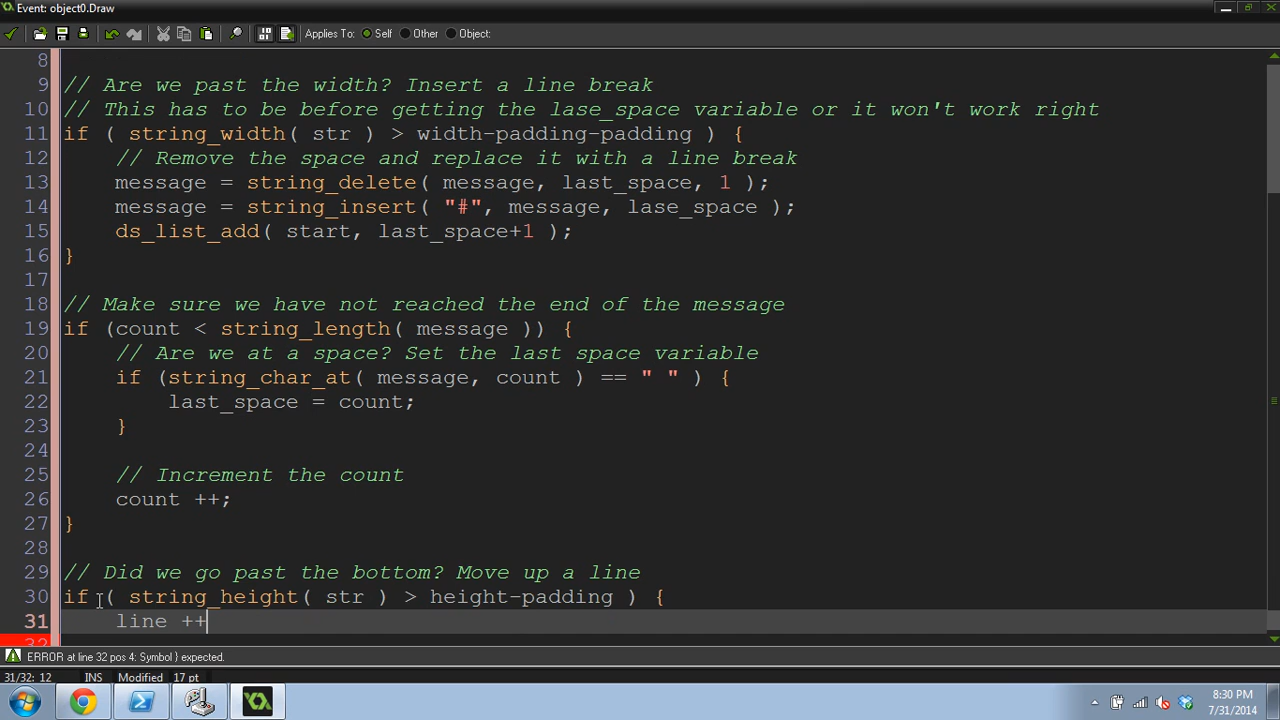 Event: object0.Draw
Applies To: Self Other Object:
8
9 // Are we past the width? Insert a line break
10 // This has to be before getting the lase_space variable or it won't work right
11 if ( string_width( str ) > width-padding-padding ) {
12 // Remove the space and replace it with a line break
13 message = string_delete( message, last_space, 1 );
14 message = string_insert( "#", message, lase_space );
15 ds_list_add( start, last_space+1 );
16 }
17
18 // Make sure we have not reached the end of the message
19 if (count < string_length( message )) {
20 // Are we at a space? Set the last space variable
21 if (string_char_at( message, count ) == " " ) {
22 last_space = count;
23 }
24
25 // Increment the count
26 count ++;
27 }
28
29 // Did we go past the bottom? Move up a line
30 if ( string_height( str ) > height-padding ) {
31 line ++
32
ERROR at line 32 pos 4: Symbol } expected.
31/32: 12 INS Modified 17 pt
8:30 PM
7/31/2014